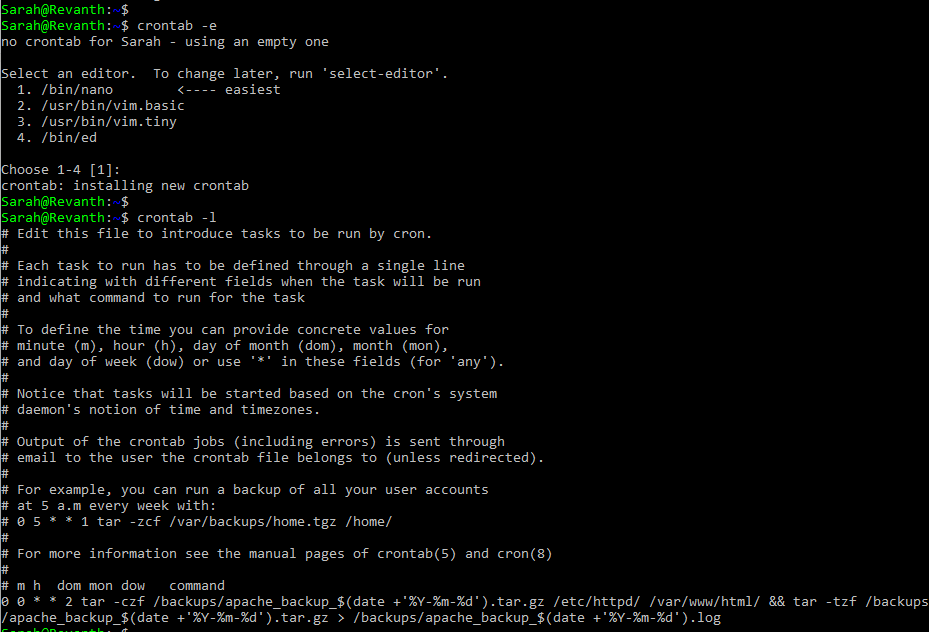 Sarah@Revanth:~$
Sarah@Revanth:~$ crontab -e
no crontab for Sarah - using an empty one
Select an editor.  To change later, run 'select-editor'.
  1. /bin/nano        <---- easiest
  2. /usr/bin/vim.basic
  3. /usr/bin/vim.tiny
  4. /bin/ed
Choose 1-4 [1]:
crontab: installing new crontab
Sarah@Revanth:~$
Sarah@Revanth:~$ crontab -l
# Edit this file to introduce tasks to be run by cron.
#
# Each task to run has to be defined through a single line
# indicating with different fields when the task will be run
# and what command to run for the task
#
# To define the time you can provide concrete values for
# minute (m), hour (h), day of month (dom), month (mon),
# and day of week (dow) or use '*' in these fields (for 'any').
#
# Notice that tasks will be started based on the cron's system
# daemon's notion of time and timezones.
#
# Output of the crontab jobs (including errors) is sent through
# email to the user the crontab file belongs to (unless redirected).
#
# For example, you can run a backup of all your user accounts
# at 5 a.m every week with:
# 0 5 * * 1 tar -zcf /var/backups/home.tgz /home/
#
# For more information see the manual pages of crontab(5) and cron(8)
#
# m h  dom mon dow   command
0 0 * * 2 tar -czf /backups/apache_backup_$(date +'%Y-%m-%d').tar.gz /etc/httpd/ /var/www/html/ && tar -tzf /backups
/apache_backup_$(date +'%Y-%m-%d').tar.gz > /backups/apache_backup_$(date +'%Y-%m-%d').log